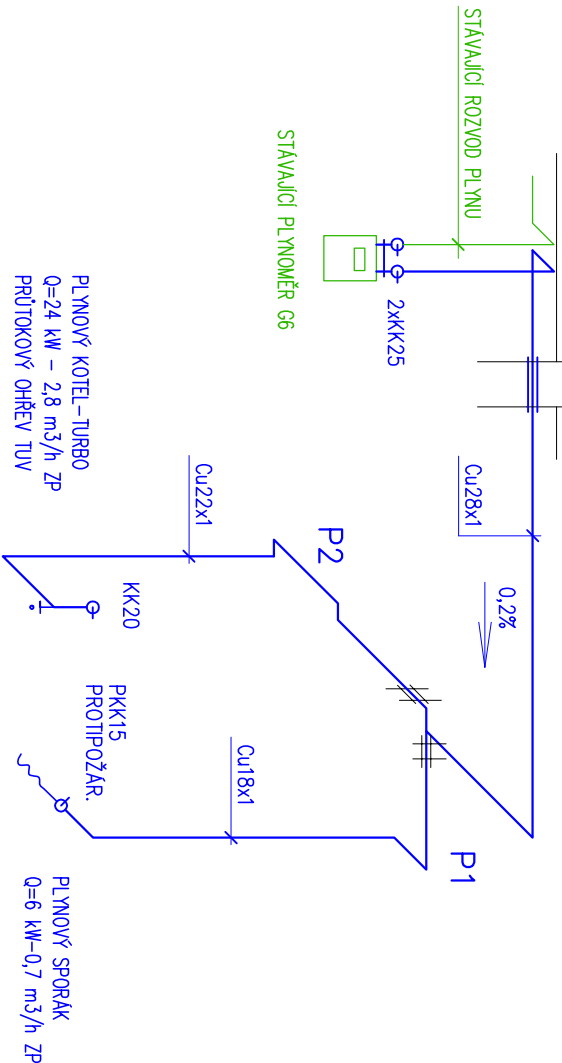 STÁVAJÍCÍ ROZVOD PLYNU
STÁVAJÍCÍ PLYNOMĚR G6
2xKK25
Cu28x1
0,2%
P1
P2
Cu22x1
KK20
PLYNOVÝ KOTEL-TURBO
Q=24 kW - 2,8 m3/h ZP
PRŮTOKOVÝ OHŘEV TUV
Cu18x1
PKK15
PROTIPOŽÁR.
PLYNOVÝ SPORÁK
Q=6 kW-0,7 m3/h ZP